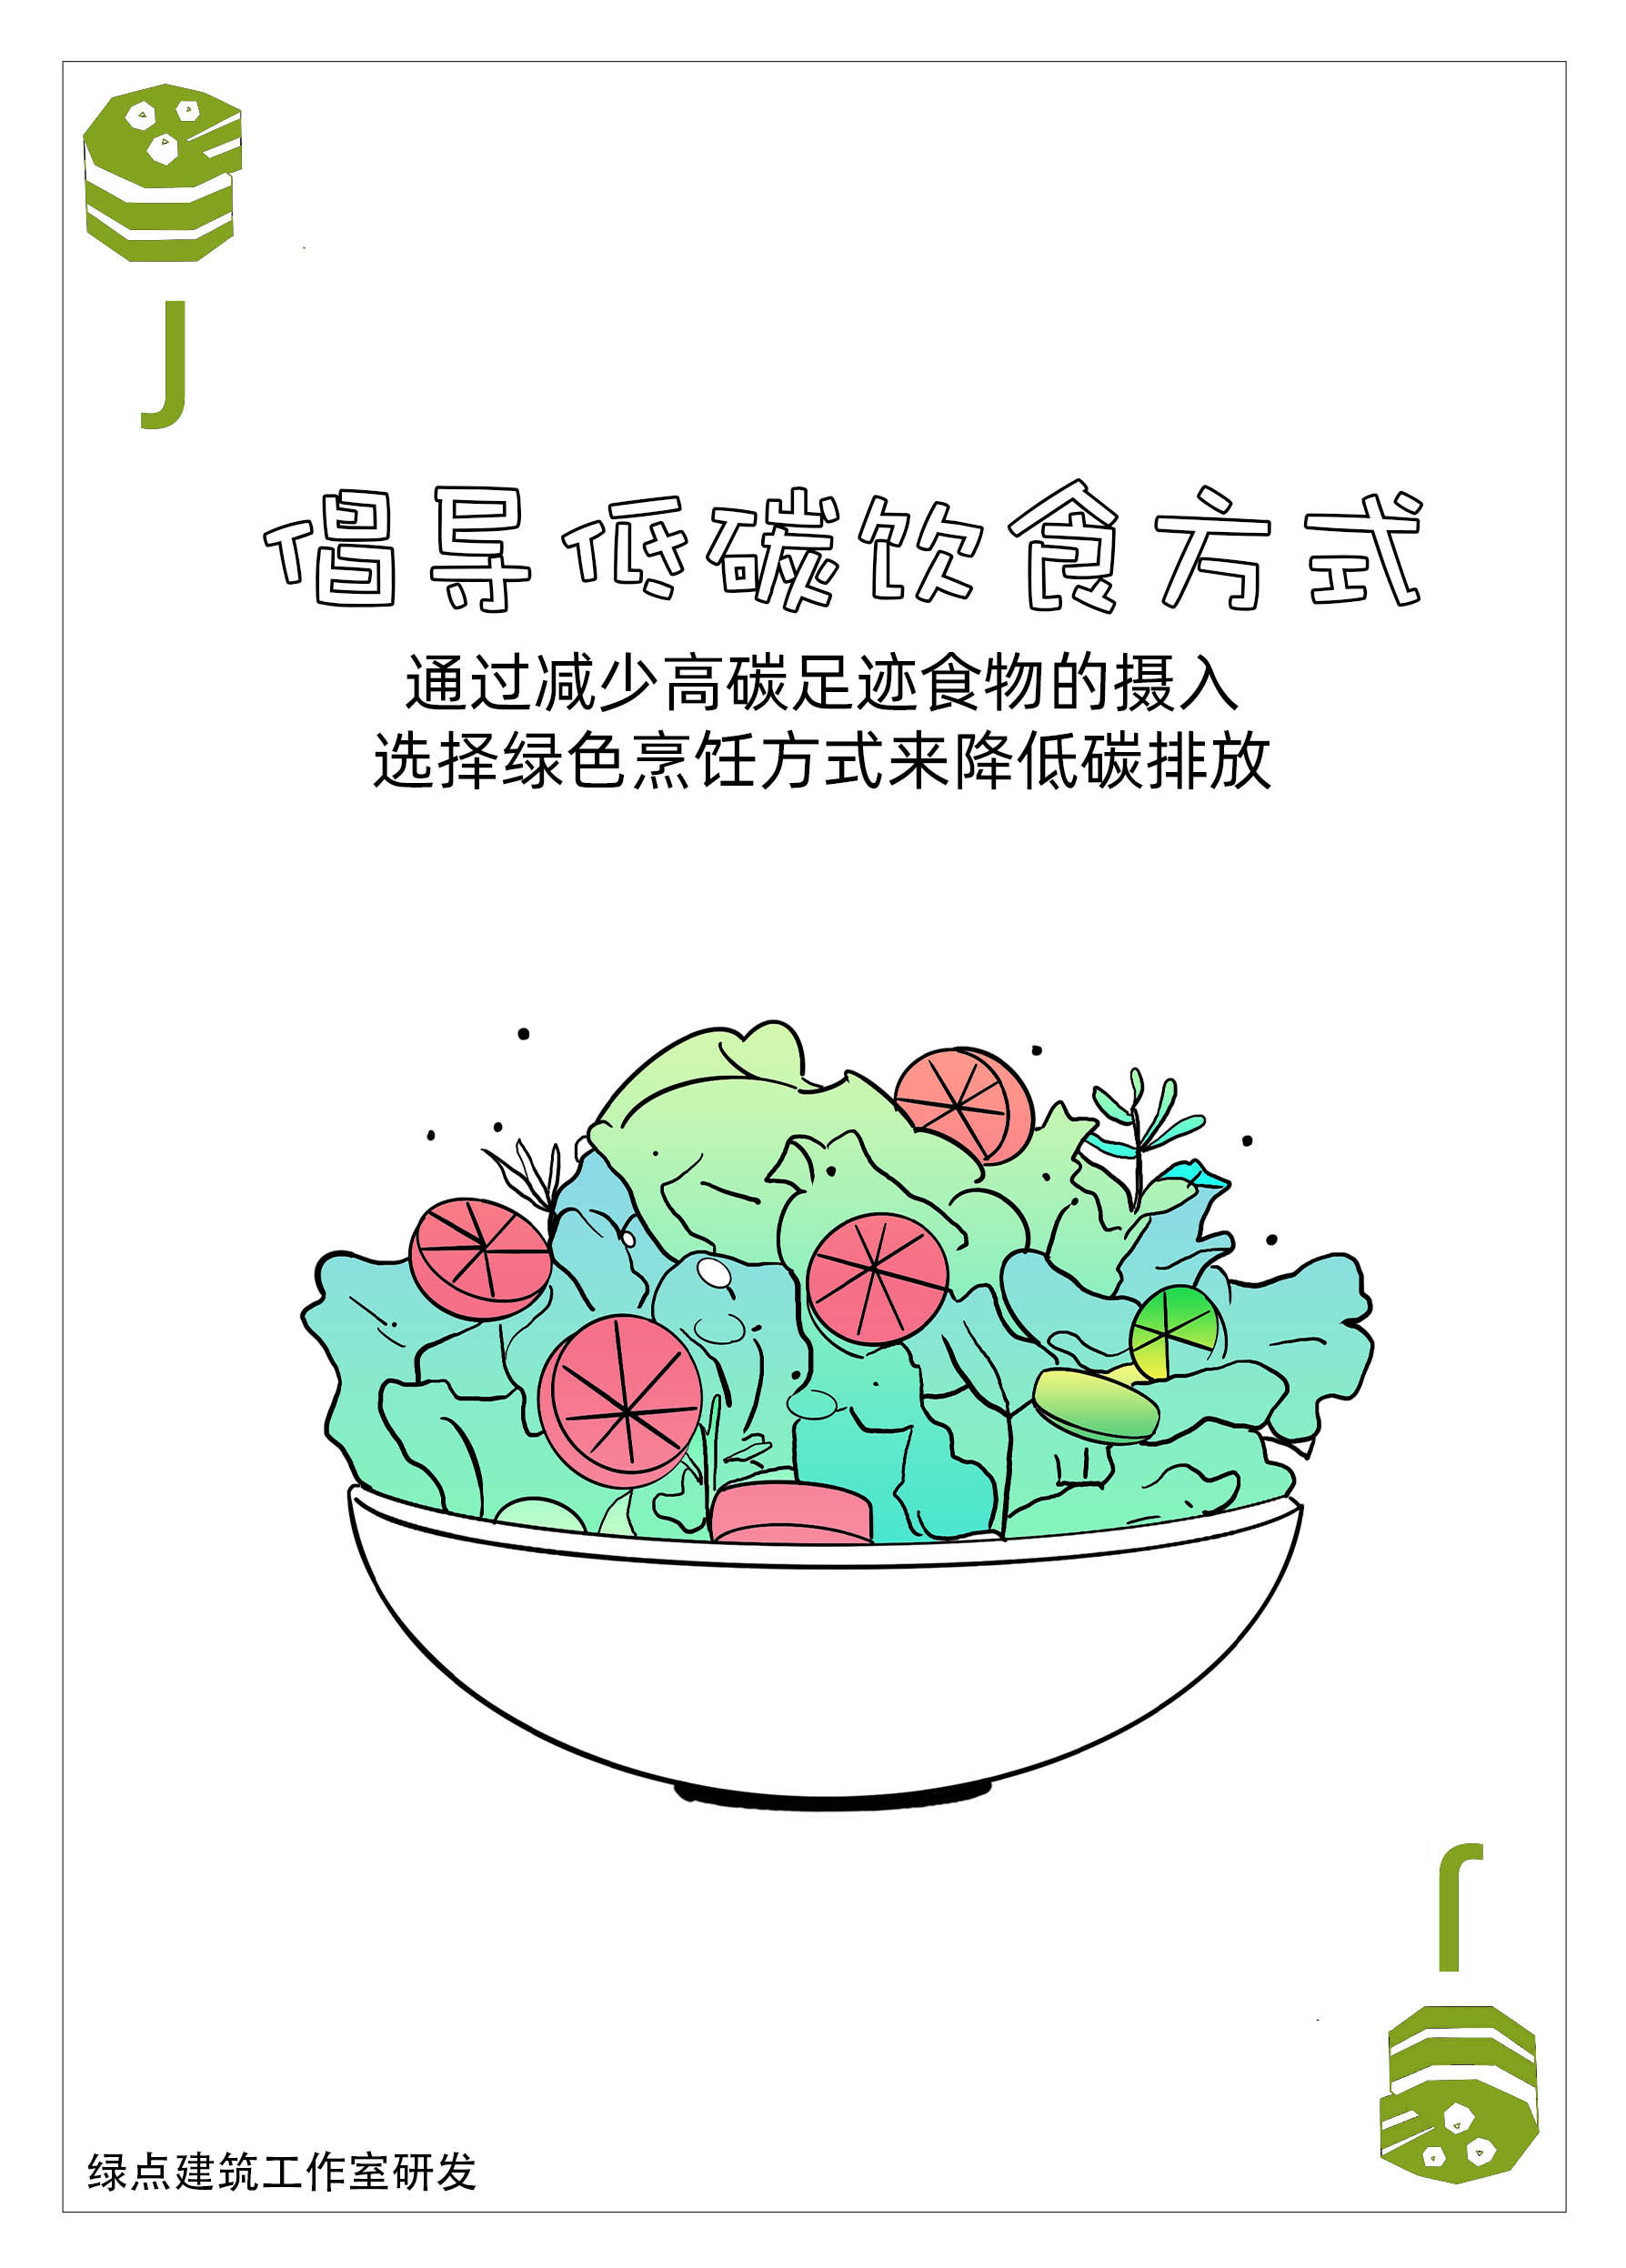 J
倡导低碳饮食方式
通过减少高碳足迹食物的摄入
选择绿色烹饪方式来降低碳排放
J
绿点建筑工作室研发